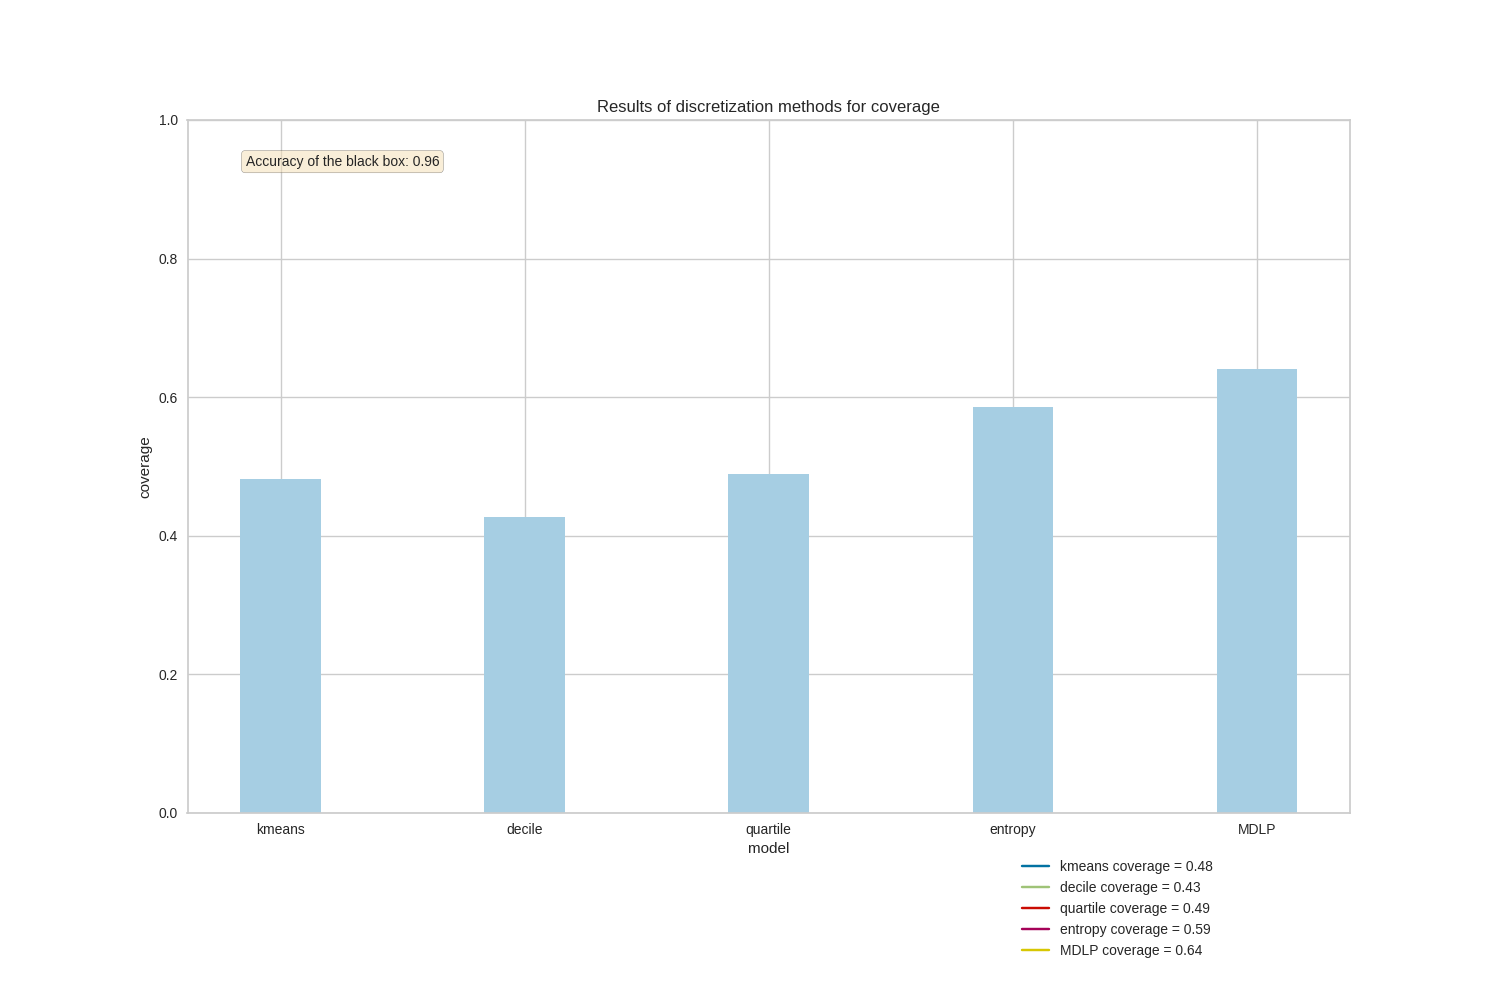 Results of discretization methods for coverage
1.0
Accuracy of the black box: 0.96
0.8
0.6
coverage
0.4
0.2
0.0
kmeans decile quartile entropy MDLP
model
kmeans coverage = 0.48
decile coverage = 0.43
quartile coverage = 0.49
entropy coverage = 0.59
MDLP coverage = 0.64